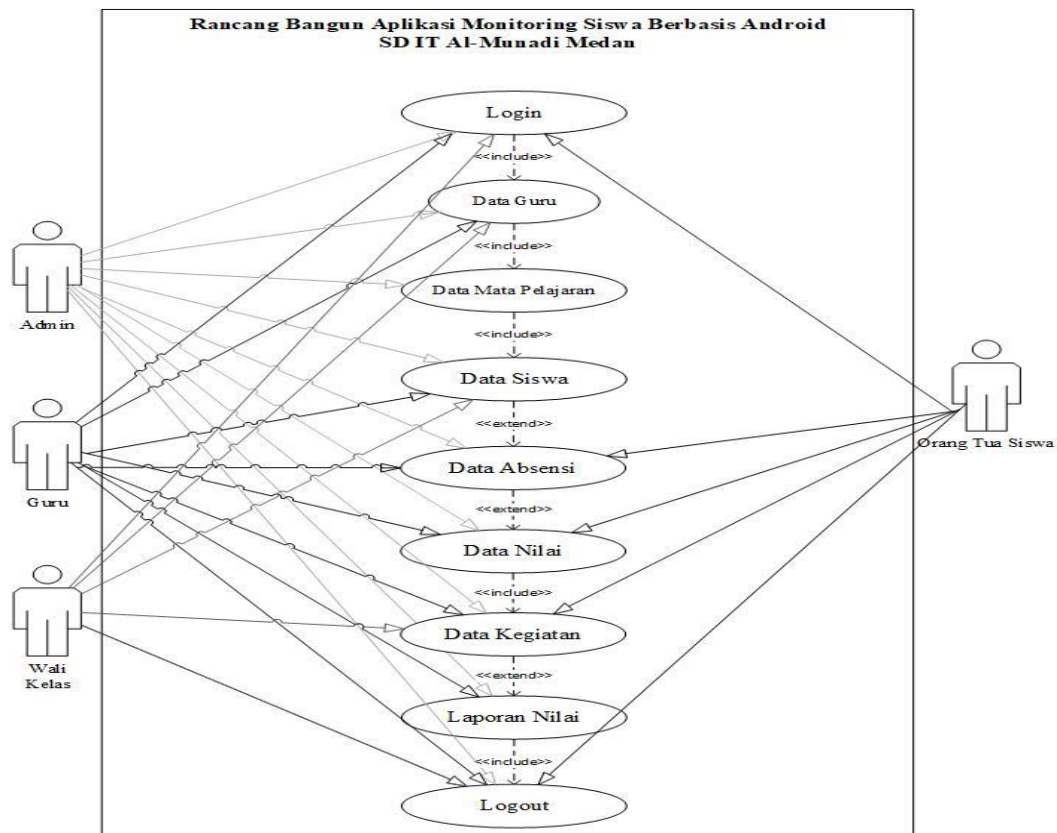 Rancang Bangun Aplikasi Monitoring Siswa Berbasis Android
SD IT Al-Munadi Medan
Login
<<include>>
Data Guru
<<include>>
Data Mata Pelajaran
<<include>>
Data Siswa
<<extend>>
Data Absensi
<<extend>>
Data Nilai
<<include>>
Data Kegiatan
<<extend>>
Laporan Nilai
<<include>>
Logout
Admin
Guru
Wali
Kelas
Orang Tua Siswa